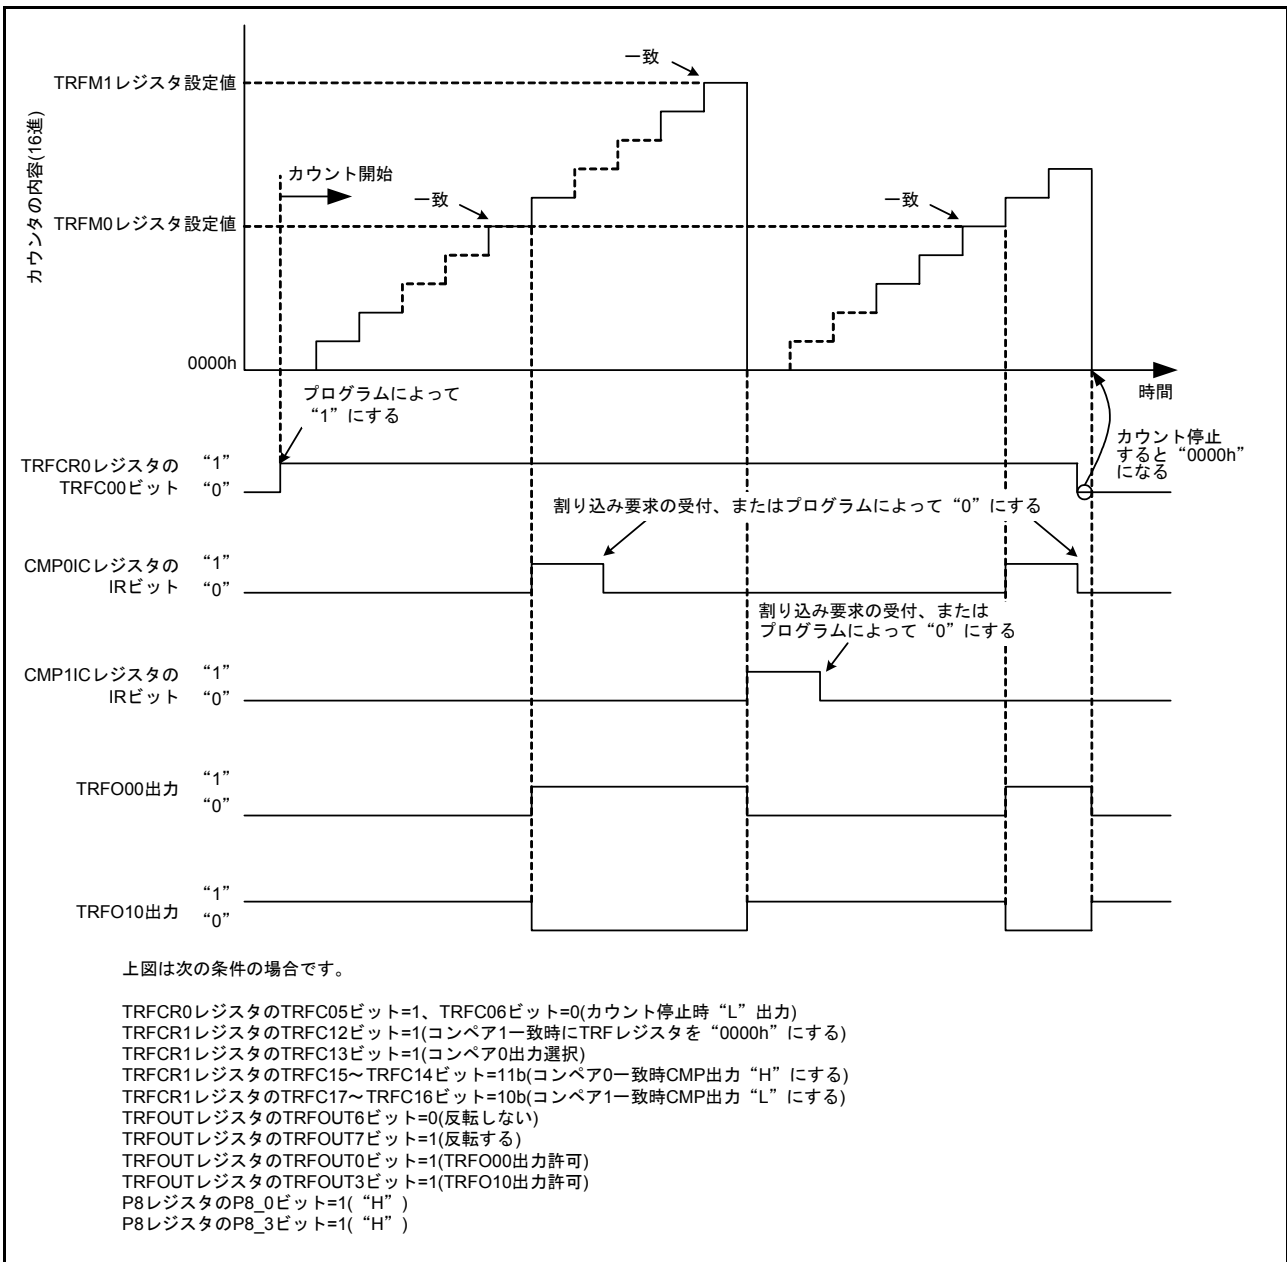 一致
TRFM1レジスタ設定値
カウンタの内容(16進)
カウント開始
一致
一致
TRFM0レジスタ設定値
0000h
時間
プログラムによって
“1”にする
カウント停止
すると“0000h”
になる
TRFCR0レジスタの
TRFC00ビット
“1”
“0”
割り込み要求の受付、またはプログラムによって“0”にする
CMP0ICレジスタの
IRビット
“1”
“0”
割り込み要求の受付、または
プログラムによって“0”にする
CMP1ICレジスタの
IRビット
“1”
“0”
TRFO00出力
“1”
“0”
TRFO10出力
“1”
“0”
上図は次の条件の場合です。
TRFCR0レジスタのTRFC05ビット=1、TRFC06ビット=0(カウント停止時“L”出力)
TRFCR1レジスタのTRFC12ビット=1(コンペア1一致時にTRFレジスタを“0000h”にする)
TRFCR1レジスタのTRFC13ビット=1(コンペア0出力選択)
TRFCR1レジスタのTRFC15～TRFC14ビット=11b(コンペア0一致時CMP出力“H”にする)
TRFCR1レジスタのTRFC17～TRFC16ビット=10b(コンペア1一致時CMP出力“L”にする)
TRFOUTレジスタのTRFOUT6ビット=0(反転しない)
TRFOUTレジスタのTRFOUT7ビット=1(反転する)
TRFOUTレジスタのTRFOUT0ビット=1(TRFO00出力許可)
TRFOUTレジスタのTRFOUT3ビット=1(TRFO10出力許可)
P8レジスタのP8_0ビット=1(“H”)
P8レジスタのP8_3ビット=1(“H”)